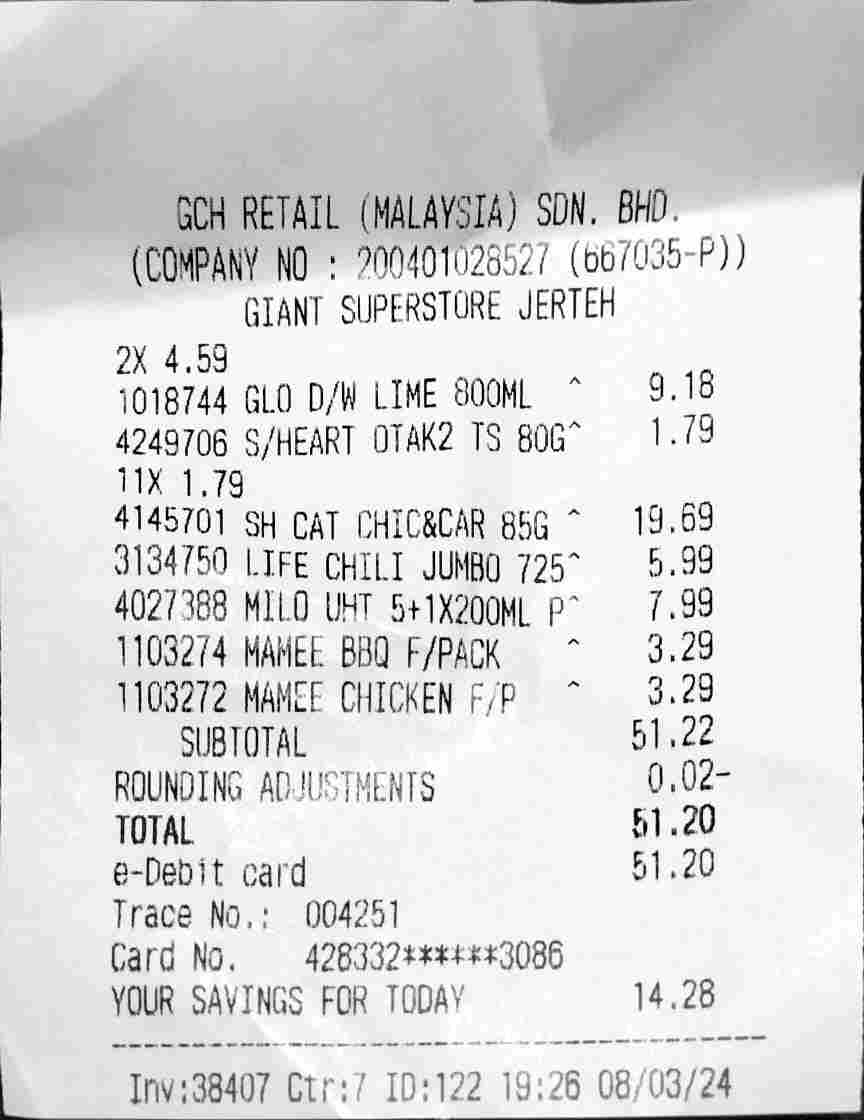 GCH RETAIL (MALAYSIA) SDN. BHD.
(COMPANY NO : 200401028527 (667035-P))
GIANT SUPERSTORE JERTEH
2X 4.59
1018744 GLO D/W LIME 800ML ^ 9.18
4249706 S/HEART OTAK2 TS 80G^ 1.79
11X 1.79
4145701 SH CAT CHIC&CAR 85G ^ 19.69
3134750 LIFE CHILI JUMBO 725^ 5.99
4027388 MILO UHT 5+1X200ML P^ 7.99
1103274 MAMEE BBQ F/PACK ^ 3.29
1103272 MAMEE CHICKEN F/P ^ 3.29
SUBTOTAL 51.22
ROUNDING ADJUSTMENTS 0.02-
TOTAL 51.20
e-Debit card 51.20
Trace No.: 004251
Card No. 428332******3086
YOUR SAVINGS FOR TODAY 14.28
Inv:38407 Ctr:7 ID:122 19:26 08/03/24